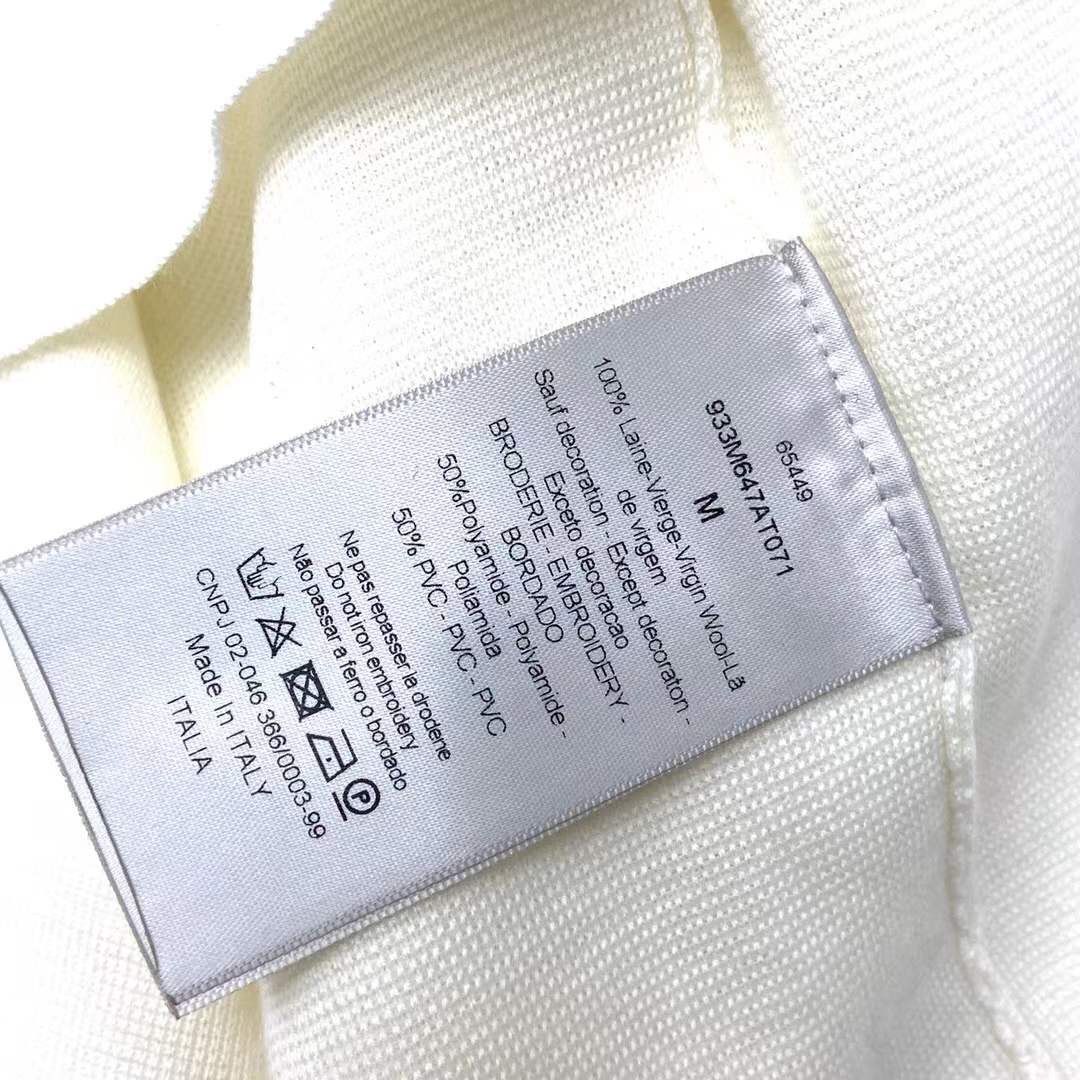 65449
933M647AT071
M
100% Laine-Vierge-Virgin Wool-Lã
de virgem
Sauf decoration - Except decoraton -
Exceto decoracao
BRODERIE - EMBROIDERY -
BORDADO
50%Polyamide - Polyamide -
Poliamida
50% PVC - PVC - PVC
Ne pas repasser la drodene
Do not iron embroidery
Não passar a ferro o bordado
P
CNPJ 02-046 366/0003-99
Made In ITALY
ITALIA